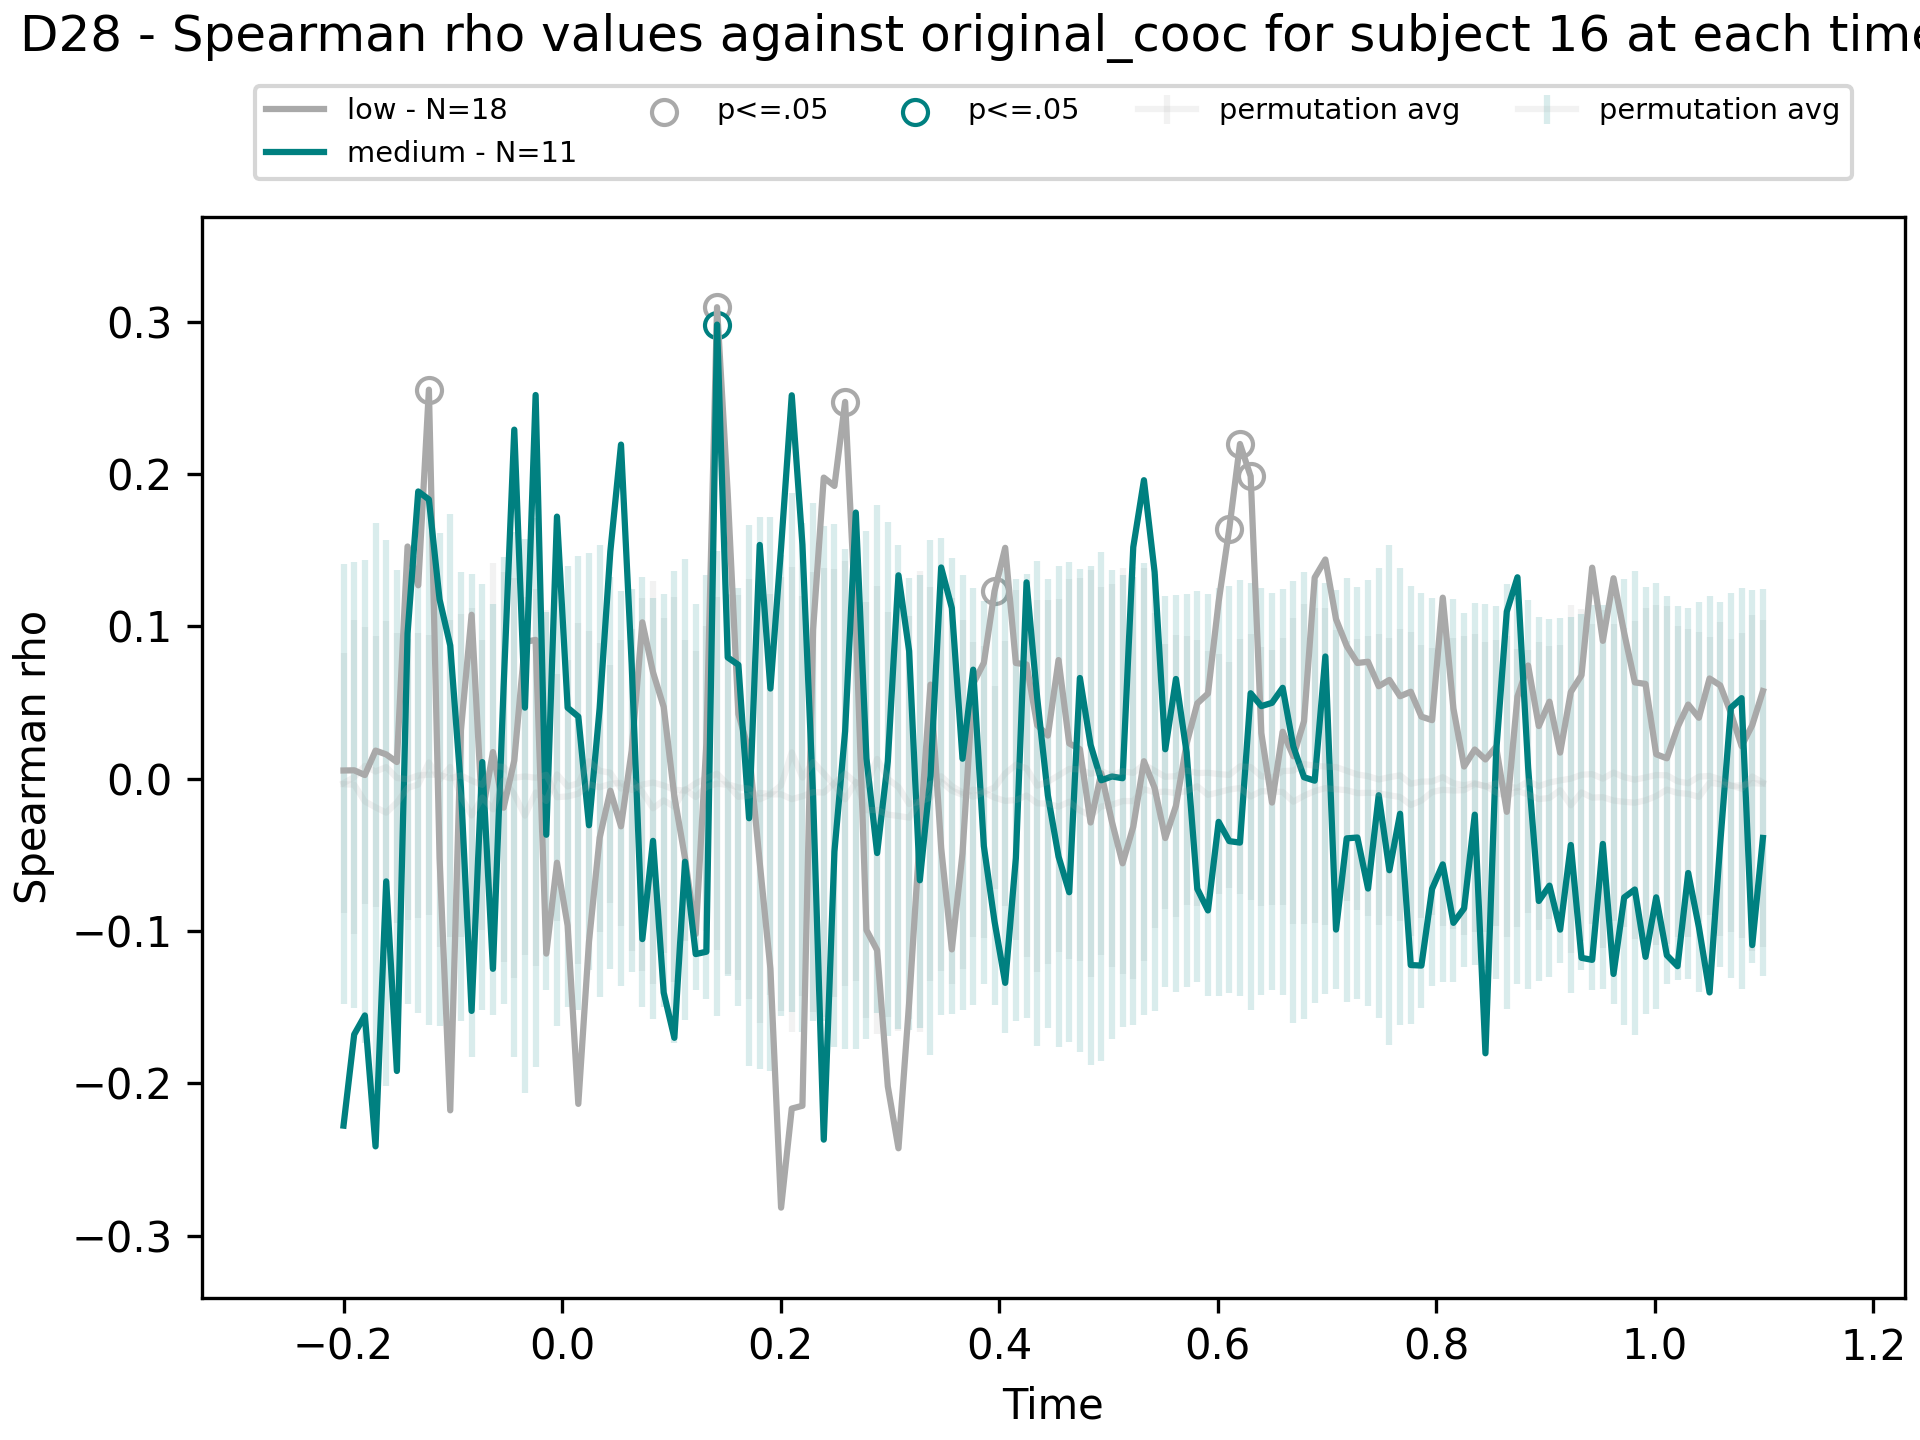 D28 - Spearman rho values against original_cooc for subject 16 at each time
low - N=18
medium - N=11
p<=.05
p<=.05
permutation avg
permutation avg
Spearman rho
0.3
0.2
0.1
0.0
−0.1
−0.2
−0.3
−0.2 0.0 0.2 0.4 0.6 0.8 1.0 1.2
Time